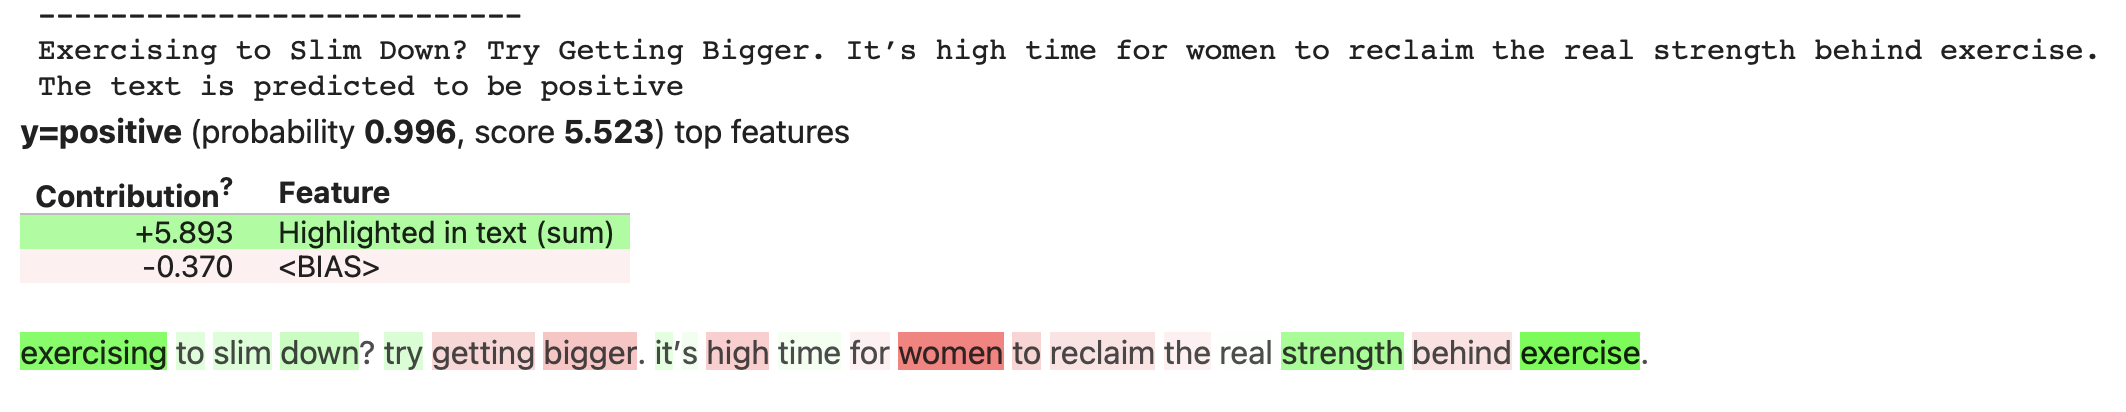 ---------------------------
Exercising to Slim Down? Try Getting Bigger. It’s high time for women to reclaim the real strength behind exercise.
The text is predicted to be positive
y=positive (probability 0.996, score 5.523) top features
Contribution? Feature
+5.893 Highlighted in text (sum)
-0.370 <BIAS>
exercising to slim down? try getting bigger. it’s high time for women to reclaim the real strength behind exercise.